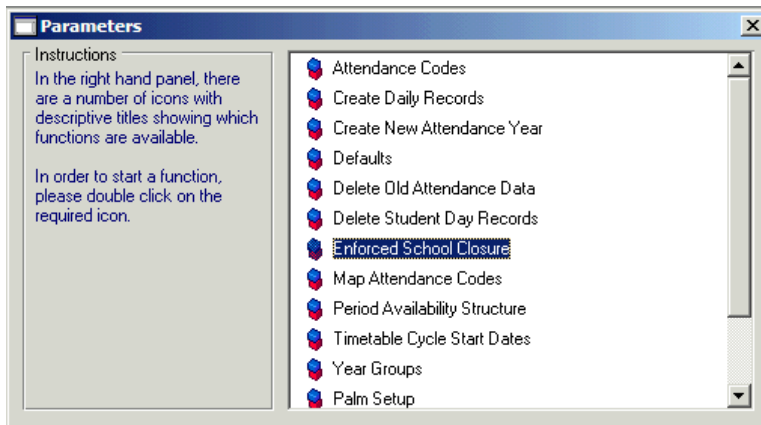 Parameters
Instructions
In the right hand panel, there
are a number of icons with
descriptive titles showing which
functions are available.
In order to start a function,
please double click on the
required icon.
Attendance Codes
Create Daily Records
Create New Attendance Year
Defaults
Delete Old Attendance Data
Delete Student Day Records
Enforced School Closure
Map Attendance Codes
Period Availability Structure
Timetable Cycle Start Dates
Year Groups
Palm Setup